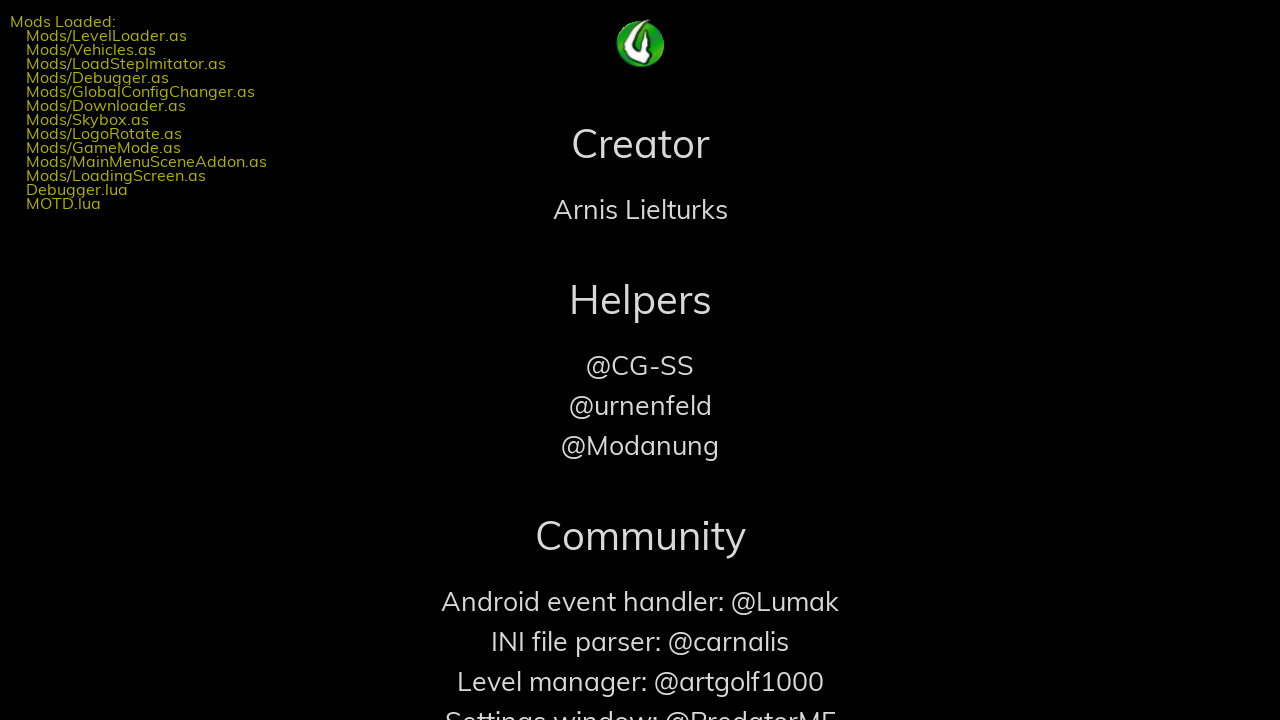 Mods Loaded:
Mods/LevelLoader.as
Mods/Vehicles.as
Mods/LoadStepImitator.as
Mods/Debugger.as
Mods/GlobalConfigChanger.as
Mods/Downloader.as
Mods/Skybox.as
Mods/LogoRotate.as
Mods/GameMode.as
Mods/MainMenuSceneAddon.as
Mods/LoadingScreen.as
Debugger.lua
MOTD.lua
Creator
Arnis Lielturks
Helpers
@CG-SS
@urnenfeld
@Modanung
Community
Android event handler: @Lumak
INI file parser: @carnalis
Level manager: @artgolf1000
Settings window: @PredatorMF